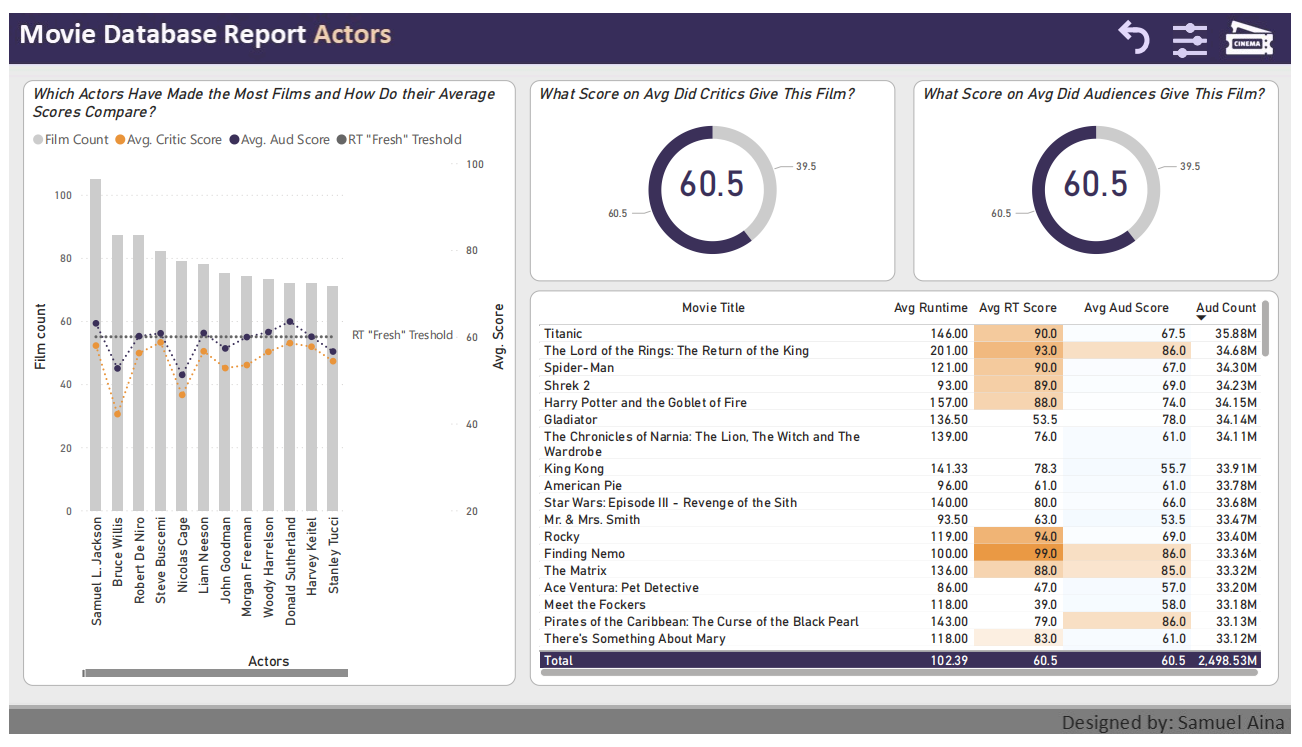 Movie Database Report Actors
CINEMA
Which Actors Have Made the Most Films and How Do their Average
Scores Compare?
Film Count Avg. Critic Score Avg. Aud Score RT "Fresh" Treshold
100
80
60
40
20
0
Film count
100
80
60
40
20
Avg. Score
RT "Fresh" Treshold
Samuel L. Jackson
Bruce Willis
Robert De Niro
Steve Buscemi
Nicolas Cage
Liam Neeson
John Goodman
Morgan Freeman
Woody Harrelson
Donald Sutherland
Harvey Keitel
Stanley Tucci
Actors
What Score on Avg Did Critics Give This Film?
39.5
60.5
60.5
What Score on Avg Did Audiences Give This Film?
39.5
60.5
60.5
Movie Title Avg Runtime Avg RT Score Avg Aud Score Aud Count
Titanic 146.00 90.0 67.5 35.88M
The Lord of the Rings: The Return of the King 201.00 93.0 86.0 34.68M
Spider-Man 121.00 90.0 67.0 34.30M
Shrek 2 93.00 89.0 69.0 34.23M
Harry Potter and the Goblet of Fire 157.00 88.0 74.0 34.15M
Gladiator 136.50 53.5 78.0 34.14M
The Chronicles of Narnia: The Lion, The Witch and The 139.00 76.0 61.0 34.11M
Wardrobe
King Kong 141.33 78.3 55.7 33.91M
American Pie 96.00 61.0 61.0 33.78M
Star Wars: Episode III - Revenge of the Sith 140.00 80.0 66.0 33.68M
Mr. & Mrs. Smith 93.50 63.0 53.5 33.47M
Rocky 119.00 94.0 69.0 33.40M
Finding Nemo 100.00 99.0 86.0 33.36M
The Matrix 136.00 88.0 85.0 33.32M
Ace Ventura: Pet Detective 86.00 47.0 57.0 33.20M
Meet the Fockers 118.00 39.0 58.0 33.18M
Pirates of the Caribbean: The Curse of the Black Pearl 143.00 79.0 86.0 33.13M
There's Something About Mary 118.00 83.0 61.0 33.12M
Total 102.39 60.5 60.5 2,498.53M
Designed by: Samuel Aina